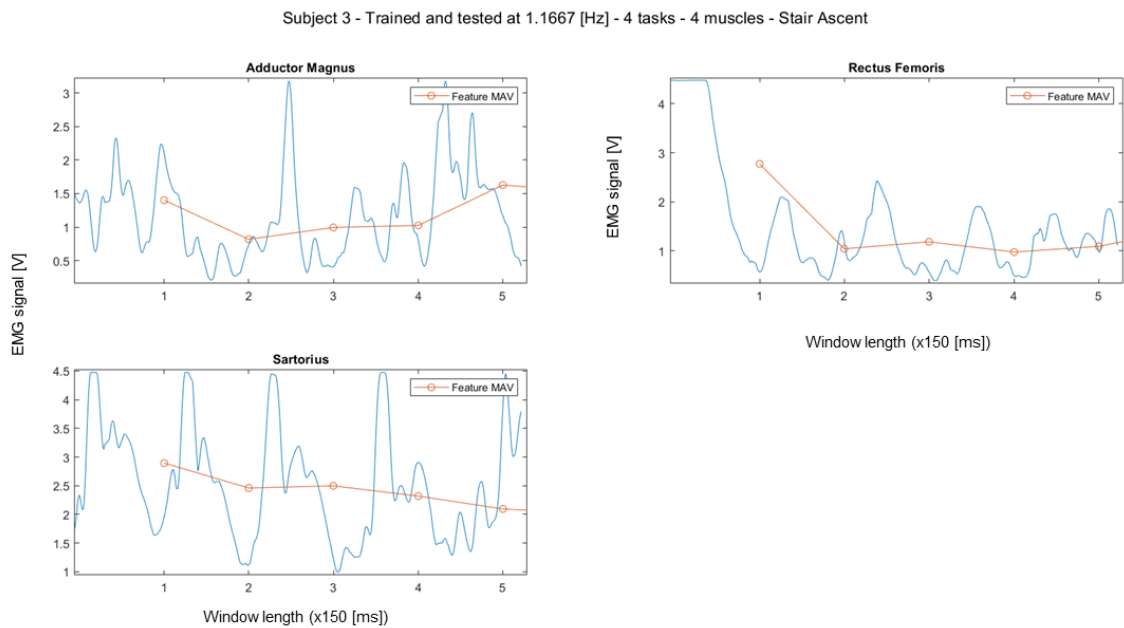 Subject 3 - Trained and tested at 1.1667 [Hz] - 4 tasks - 4 muscles - Stair Ascent
Adductor Magnus
Feature MAV
3
2.5
2
1.5
1
0.5
1 2 3 4 5
EMG signal [V]
Rectus Femoris
Feature MAV
4
3
2
1
1 2 3 4 5
EMG signal [V]
Window length (x150 [ms])
Sartorius
Feature MAV
4.5
4
3.5
3
2.5
2
1.5
1
1 2 3 4 5
Window length (x150 [ms])